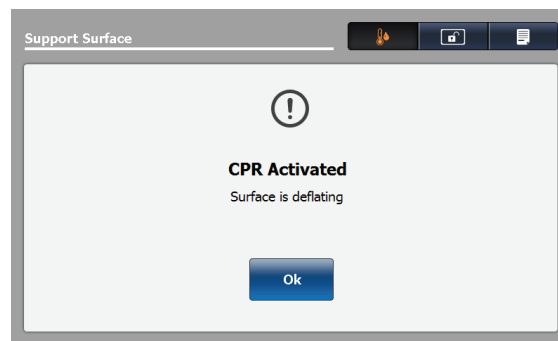 Support Surface
CPR Activated
Surface is deflating
Ok